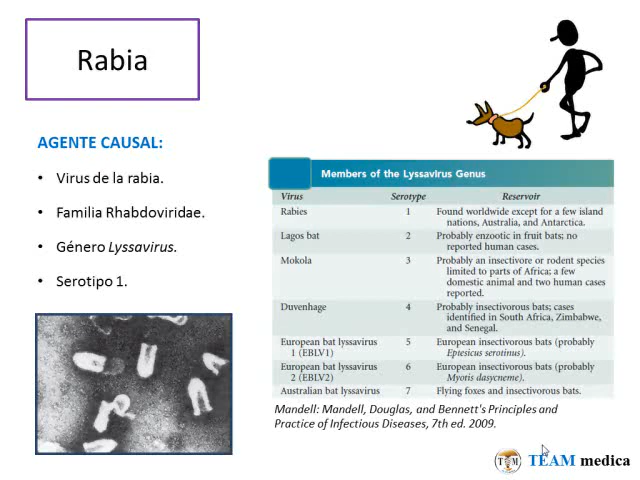 Rabia
AGENTE CAUSAL:
• Virus de la rabia.
• Familia Rhabdoviridae.
• Género Lyssavirus.
• Serotipo 1.
Members of the Lyssavirus Genus
Virus Serotype Reservoir
Rabies 1 Found worldwide except for a few island
nations, Australia, and Antarctica.
Lagos bat 2 Probably enzootic in fruit bats; no
reported human cases.
Mokola 3 Probably an insectivore or rodent species
limited to parts of Africa; a few
domestic animal and two human cases
reported.
Duvenhage 4 Probably insectivorous bats; cases
identified in South Africa, Zimbabwe,
and Senegal.
European bat lyssavirus 5 European insectivorous bats (probably
1 (EBLV1) Eptesicus serotinus).
European bat lyssavirus 6 European insectivorous bats (probably
2 (EBLV2) Myotis dasycneme).
Australian bat lyssavirus 7 Flying foxes and insectivorous bats.
Mandell: Mandell, Douglas, and Bennett's Principles and
Practice of Infectious Diseases, 7th ed. 2009.
TEAM medica